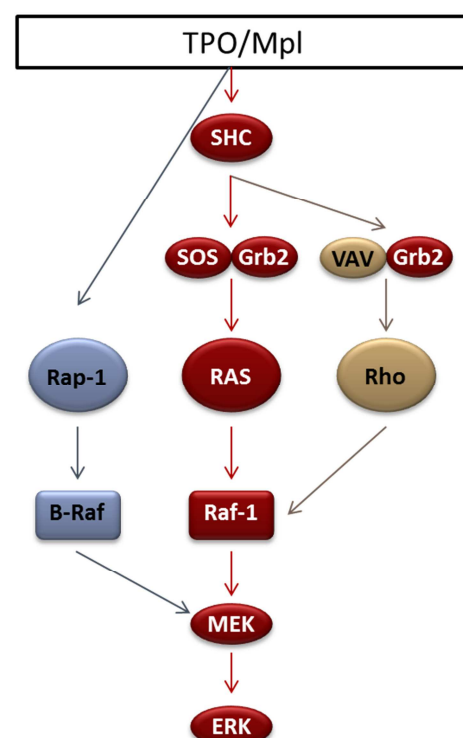 TPO/Mpl
SHC
SOS Grb2 VAV Grb2
Rap-1 RAS Rho
B-Raf Raf-1
MEK
ERK